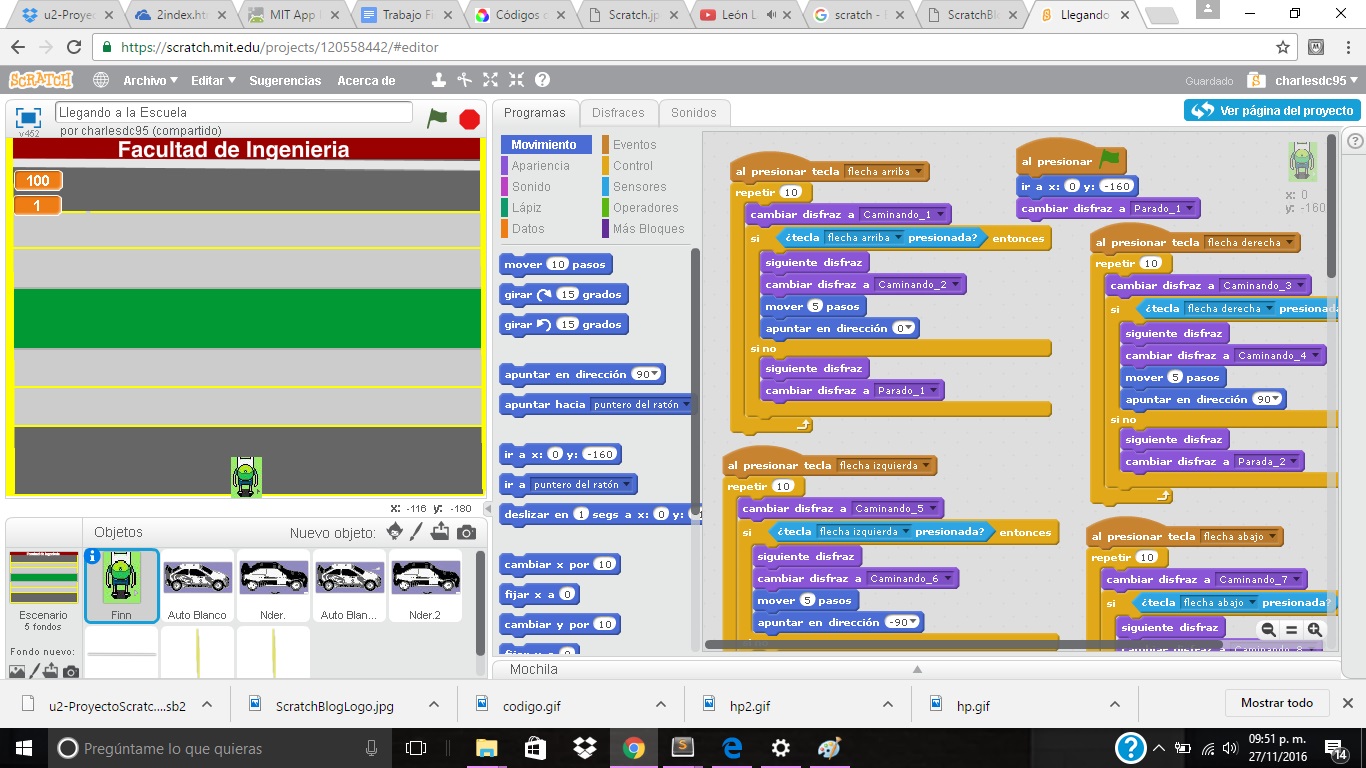 u2-Proyec
2index.ht
MIT App
Trabajo Fi
Códigos d
Scratch.jp
León L
scratch -
ScratchBl
Llegando
https://scratch.mit.edu/projects/120558442/#editor
SCRATCH
Archivo
Editar
Sugerencias
Acerca de
Guardado
charlesdc95
v452
Llegando a la Escuela
por charlesdc95 (compartido)
Programas
Disfraces
Sonidos
Ver página del proyecto
Facultad de Ingenieria
100
1
Movimiento
Eventos
Apariencia
Control
Sonido
Sensores
Lápiz
Operadores
Datos
Más Bloques
mover 10 pasos
girar 15 grados
girar 15 grados
apuntar en dirección 90
apuntar hacia puntero del ratón
ir a x: 0 y: -160
ir a puntero del ratón
deslizar en 1 segs a x: 0 y:
cambiar x por 10
fijar x a 0
cambiar y por 10
al presionar tecla flecha arriba
repetir 10
cambiar disfraz a Caminando_1
si ¿tecla flecha arriba presionada? entonces
siguiente disfraz
cambiar disfraz a Caminando_2
mover 5 pasos
apuntar en dirección 0
si no
siguiente disfraz
cambiar disfraz a Parado_1
al presionar
ir a x: 0 y: -160
cambiar disfraz a Parado_1
x: 0
y: -160
al presionar tecla flecha derecha
repetir 10
cambiar disfraz a Caminando_3
si ¿tecla flecha derecha presionada
siguiente disfraz
cambiar disfraz a Caminando_4
mover 5 pasos
apuntar en dirección 90
si no
siguiente disfraz
cambiar disfraz a Parada_2
al presionar tecla flecha izquierda
repetir 10
cambiar disfraz a Caminando_5
si ¿tecla flecha izquierda presionada? entonces
siguiente disfraz
cambiar disfraz a Caminando_6
mover 5 pasos
apuntar en dirección -90
al presionar tecla flecha abajo
repetir 10
cambiar disfraz a Caminando_7
si ¿tecla flecha abajo presionada?
siguiente disfraz
x: -116 y: -180
Objetos
Nuevo objeto:
Escenario
5 fondos
Fondo nuevo:
Finn
Auto Blanco
Nder.
Auto Blan...
Nder.2
Mochila
u2-ProyectoScratc....sb2
ScratchBlogLogo.jpg
codigo.gif
hp2.gif
hp.gif
Mostrar todo
Pregúntame lo que quieras
09:51 p. m.
27/11/2016
14